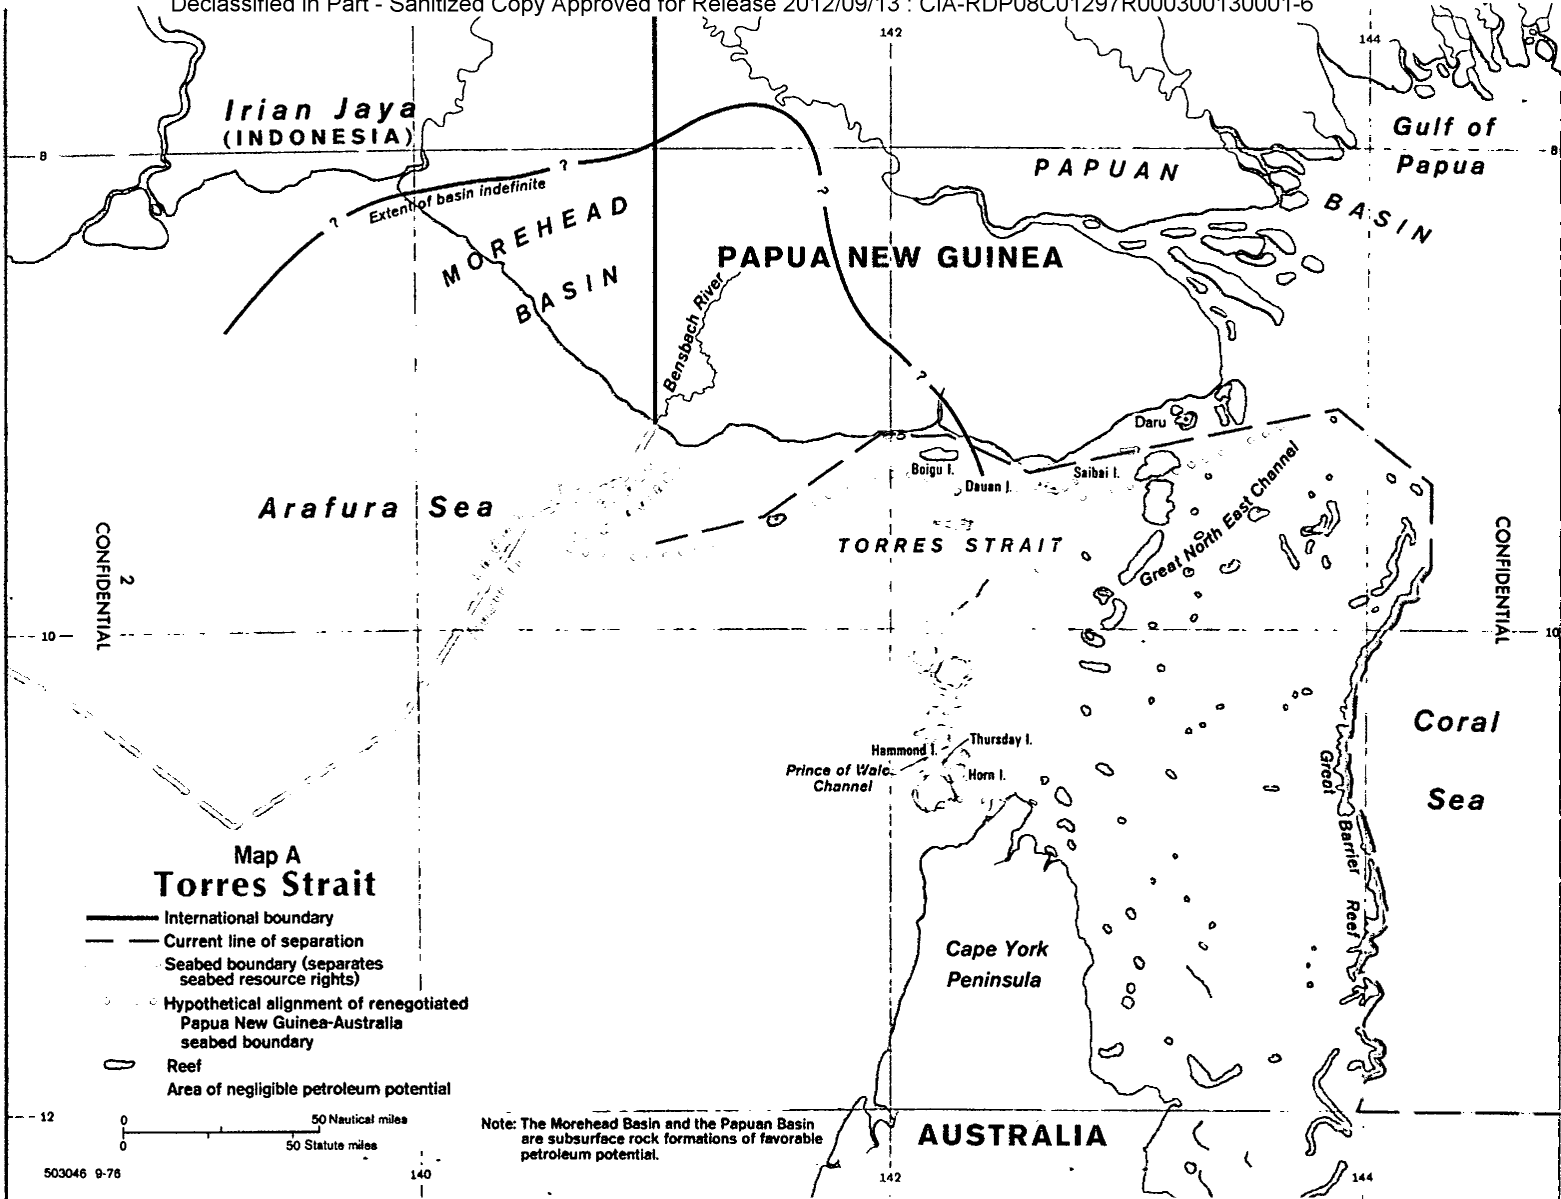 Declassified in Part - Sanitized Copy Approved for Release 2012/09/13 : CIA-RDP08C01297R000300130001-6
142
144
Irian Jaya
(INDONESIA)
Gulf of
Papua
8
8
PAPUAN
BASIN
?
Extent of basin indefinite
?
?
MOREHEAD
BASIN
PAPUA NEW GUINEA
Bensbach River
?
Daru
Boigu I.
Dauan I.
Saibai I.
Great North East Channel
Arafura Sea
TORRES STRAIT
CONFIDENTIAL
2
CONFIDENTIAL
10
10
Coral
Sea
Hammond I.
Thursday I.
Prince of Wale
Channel
Horn I.
Great
Barrier
Reef
Map A
Torres Strait
International boundary
Current line of separation
Seabed boundary (separates
seabed resource rights)
Hypothetical alignment of renegotiated
Papua New Guinea-Australia
seabed boundary
Reef
Area of negligible petroleum potential
Cape York
Peninsula
12
0 50 Nautical miles
0 50 Statute miles
Note: The Morehead Basin and the Papuan Basin
are subsurface rock formations of favorable
petroleum potential.
AUSTRALIA
503046 9-76
140
142
144